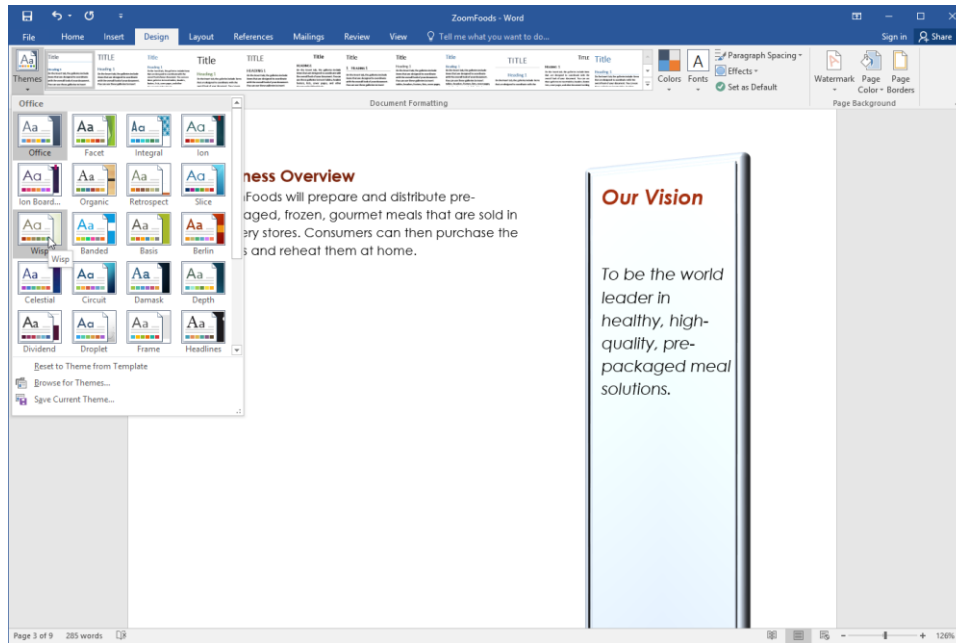 ZoomFoods - Word
File Home Insert Design Layout References Mailings Review View Tell me what you want to do...
Sign in Share
Themes
Title TITLE Title Title TITLE Title Title Title Title TITLE Title Title
Colors Fonts
Paragraph Spacing
Effects
Set as Default
Watermark Page Color Page Borders
Document Formatting
Page Background
Office
Office Facet Integral Ion
Ion Board... Organic Retrospect Slice
Wisp Banded Basis Berlin
Wisp
Celestial Circuit Damask Depth
Dividend Droplet Frame Headlines
Reset to Theme from Template
Browse for Themes...
Save Current Theme...
ness Overview
Foods will prepare and distribute pre-
aged, frozen, gourmet meals that are sold in
ery stores. Consumers can then purchase the
s and reheat them at home.
Our Vision
To be the world
leader in
healthy, high-
quality, pre-
packaged meal
solutions.
Page 3 of 9 285 words
126%